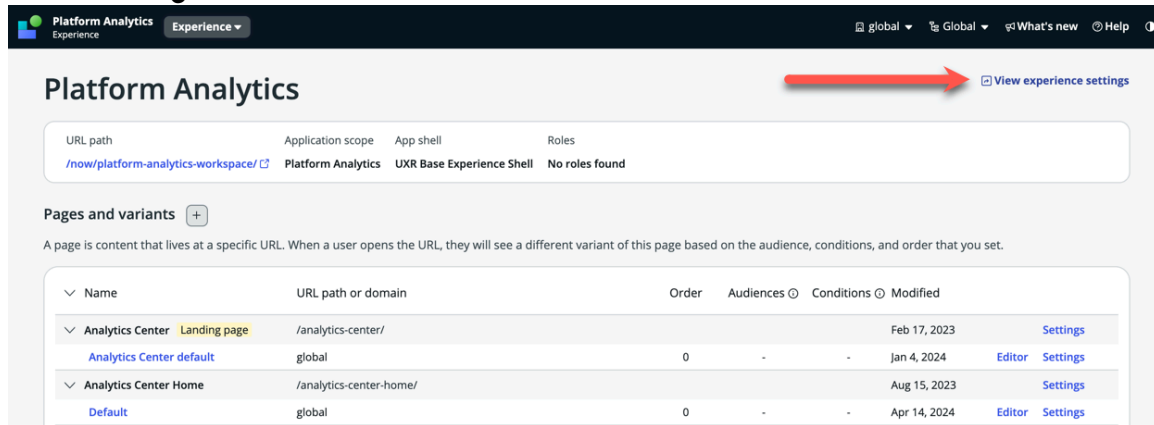 Platform Analytics
Experience
Experience
global
Global
What's new
Help
Platform Analytics
View experience settings
URL path Application scope App shell Roles
/now/platform-analytics-workspace/ Platform Analytics UXR Base Experience Shell No roles found
Pages and variants +
A page is content that lives at a specific URL. When a user opens the URL, they will see a different variant of this page based on the audience, conditions, and order that you set.
Name URL path or domain Order Audiences Conditions Modified
Analytics Center Landing page /analytics-center/ Feb 17, 2023 Settings
Analytics Center default global 0 - - Jan 4, 2024 Editor Settings
Analytics Center Home /analytics-center-home/ Aug 15, 2023 Settings
Default global 0 - - Apr 14, 2024 Editor Settings